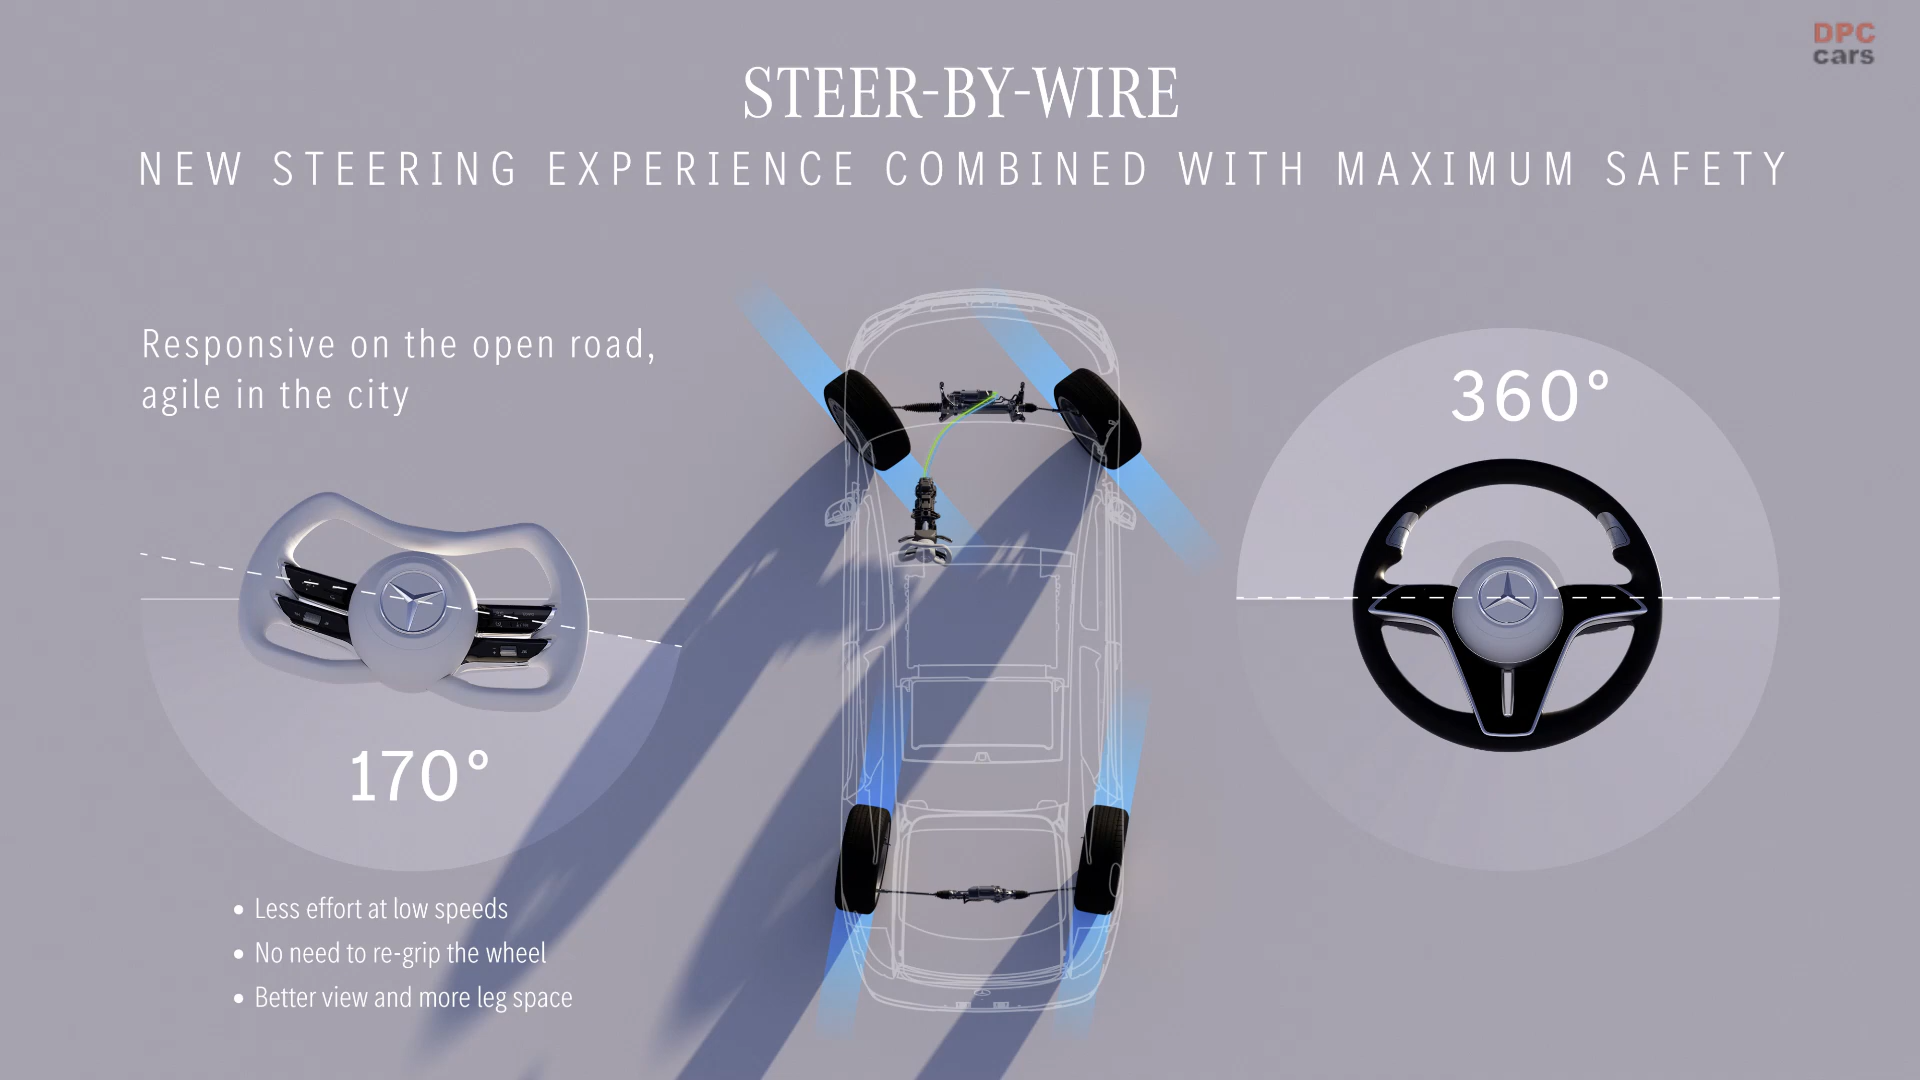 DPC
cars
STEER-BY-WIRE
NEW STEERING EXPERIENCE COMBINED WITH MAXIMUM SAFETY
Responsive on the open road,
agile in the city
360°
170°
• Less effort at low speeds
• No need to re-grip the wheel
• Better view and more leg space